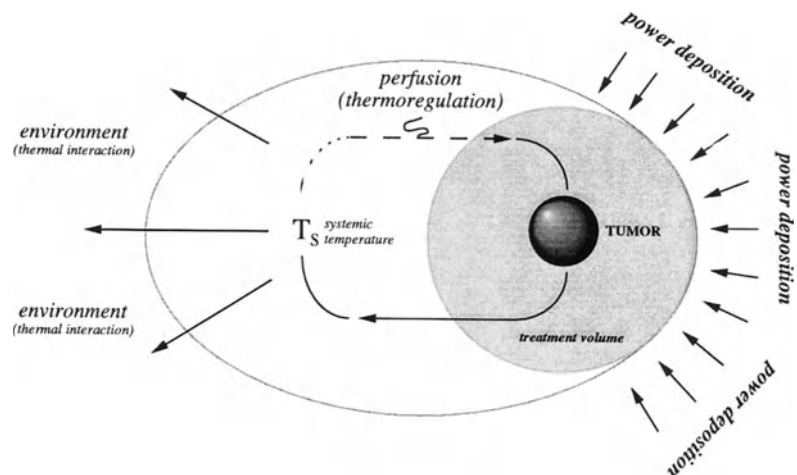 power deposition
perfusion
(thermoregulation)
environment
(thermal interaction)
power deposition
T_S systemic
temperature
TUMOR
environment
(thermal interaction)
treatment volume
power deposition